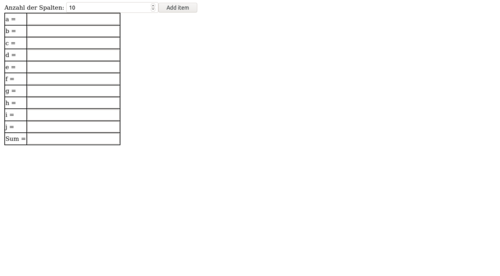 Anzahl der Spalten: 10 Add item
a =
b =
c =
d =
e =
f =
g =
h =
i =
j =
Sum =